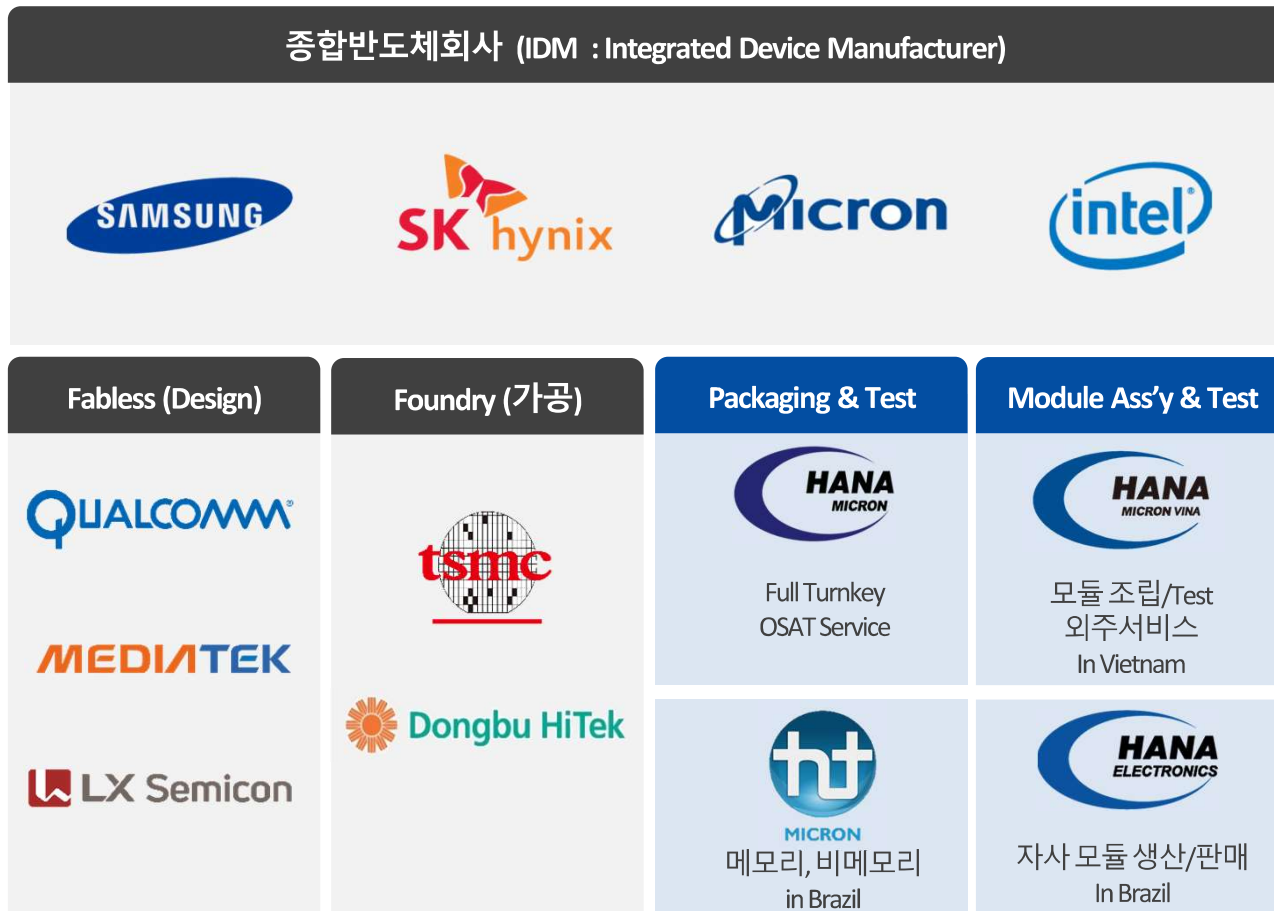 종합반도체회사 (IDM : Integrated Device Manufacturer)
SAMSUNG
SK hynix
Micron
intel®
Fabless (Design)
QUALCOMM®
MEDIATEK
LX Semicon
Foundry (가공)
tsmc
Dongbu HiTek
Packaging & Test
HANA
MICRON
Full Turnkey
OSAT Service
ht
MICRON
메모리, 비메모리
in Brazil
Module Ass’y & Test
HANA
MICRON VINA
모듈 조립/Test
외주서비스
In Vietnam
HANA
ELECTRONICS
자사 모듈 생산/판매
In Brazil